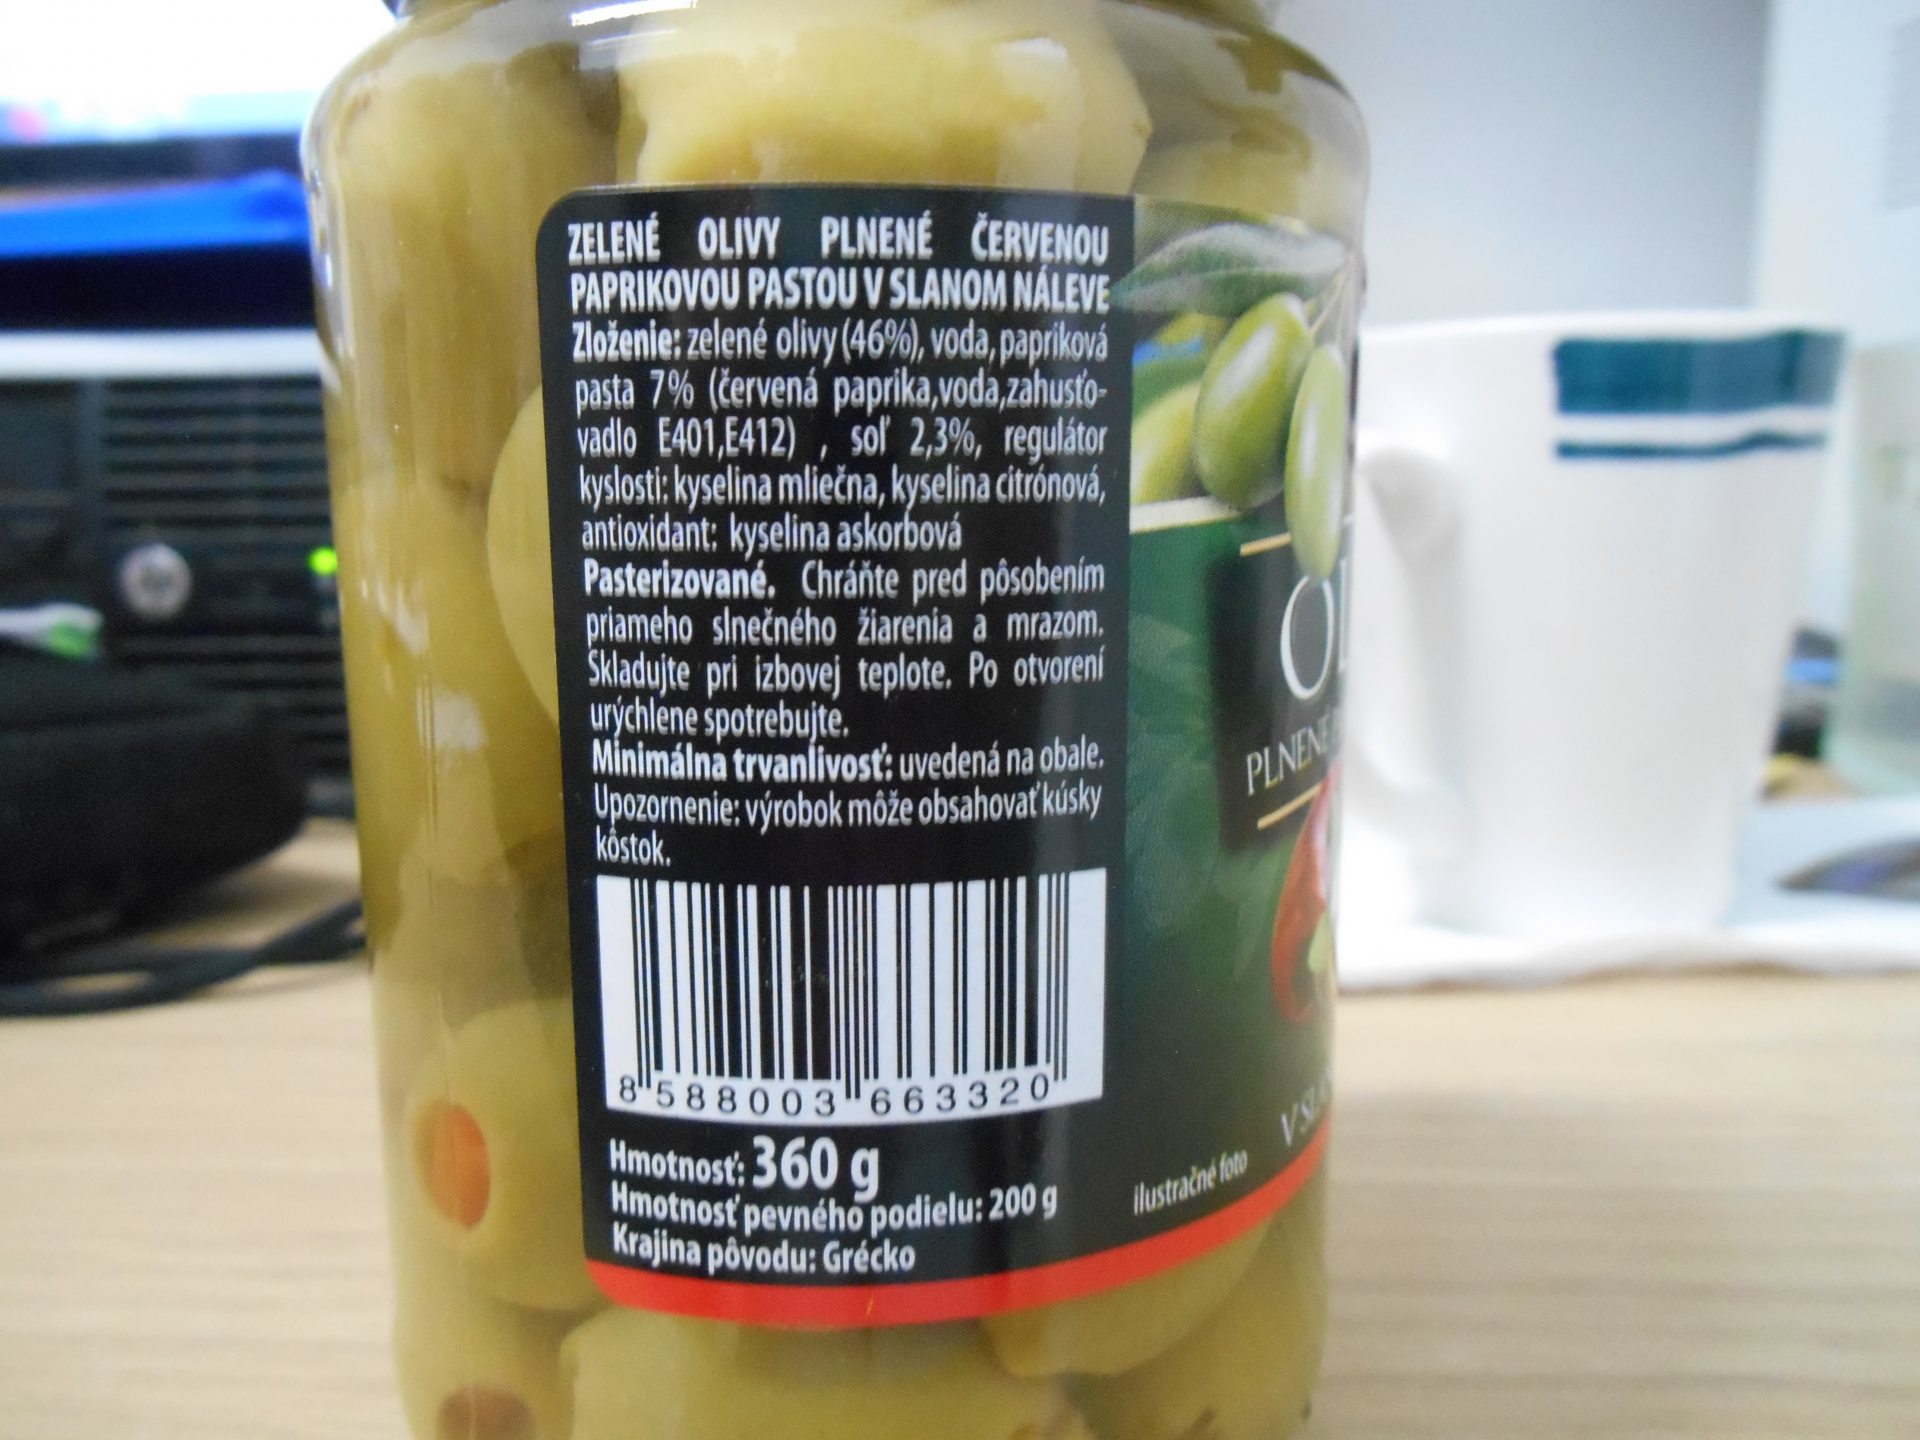 ZELENÉ OLIVY PLNENÉ ČERVENOU
PAPRIKOVOU PASTOU V SLANOM NÁLEVE
Zloženie: zelené olivy (46%), voda, papriková
pasta 7% (červená paprika,voda,zahusťo-
vadlo E401,E412) , soľ 2,3%, regulátor
kyslosti: kyselina mliečna, kyselina citrónová,
antioxidant: kyselina askorbová
Pasterizované. Chráňte pred pôsobením
priameho slnečného žiarenia a mrazom.
Skladujte pri izbovej teplote. Po otvorení
urýchlene spotrebujte.
Minimálna trvanlivosť: uvedená na obale.
Upozornenie: výrobok môže obsahovať kúsky
kôstok.
8 588003 663320
Hmotnosť: 360 g
Hmotnosť pevného podielu: 200 g
Krajina pôvodu: Grécko
OL
PLNENÉ
V SLA
ilustračné foto